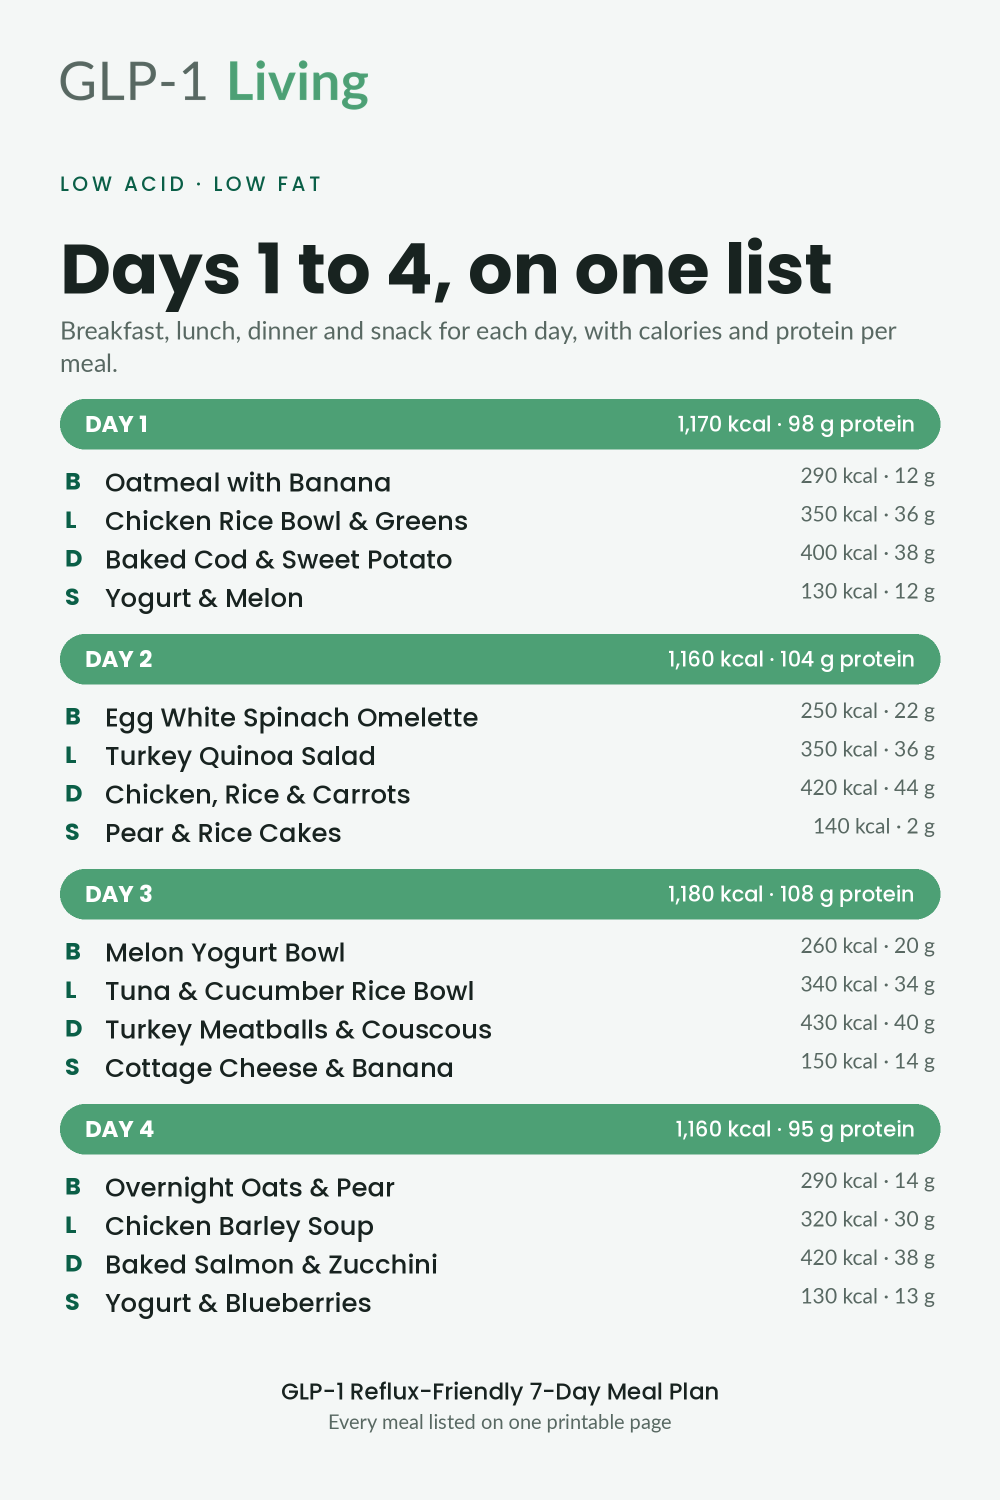 GLP-1 Living
LOW ACID · LOW FAT
Days 1 to 4, on one list
Breakfast, lunch, dinner and snack for each day, with calories and protein per
meal.
DAY 1 1,170 kcal · 98 g protein
B Oatmeal with Banana 290 kcal · 12 g
L Chicken Rice Bowl & Greens 350 kcal · 36 g
D Baked Cod & Sweet Potato 400 kcal · 38 g
S Yogurt & Melon 130 kcal · 12 g
DAY 2 1,160 kcal · 104 g protein
B Egg White Spinach Omelette 250 kcal · 22 g
L Turkey Quinoa Salad 350 kcal · 36 g
D Chicken, Rice & Carrots 420 kcal · 44 g
S Pear & Rice Cakes 140 kcal · 2 g
DAY 3 1,180 kcal · 108 g protein
B Melon Yogurt Bowl 260 kcal · 20 g
L Tuna & Cucumber Rice Bowl 340 kcal · 34 g
D Turkey Meatballs & Couscous 430 kcal · 40 g
S Cottage Cheese & Banana 150 kcal · 14 g
DAY 4 1,160 kcal · 95 g protein
B Overnight Oats & Pear 290 kcal · 14 g
L Chicken Barley Soup 320 kcal · 30 g
D Baked Salmon & Zucchini 420 kcal · 38 g
S Yogurt & Blueberries 130 kcal · 13 g
GLP-1 Reflux-Friendly 7-Day Meal Plan
Every meal listed on one printable page